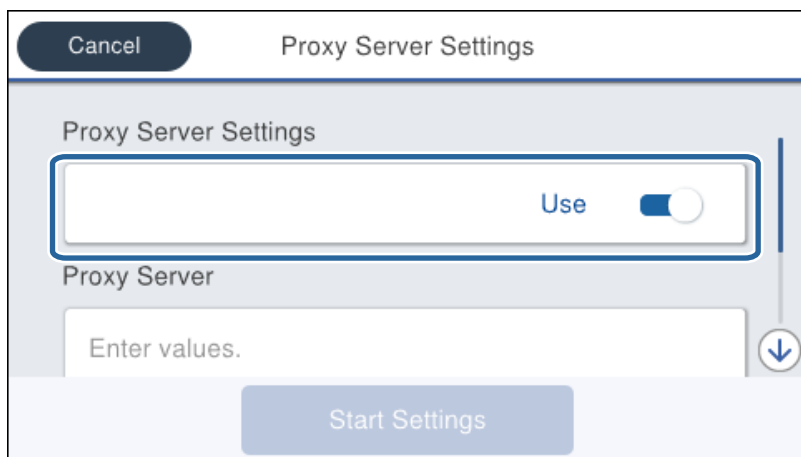 Cancel Proxy Server Settings
Proxy Server Settings
Use
Proxy Server
Enter values.
Start Settings